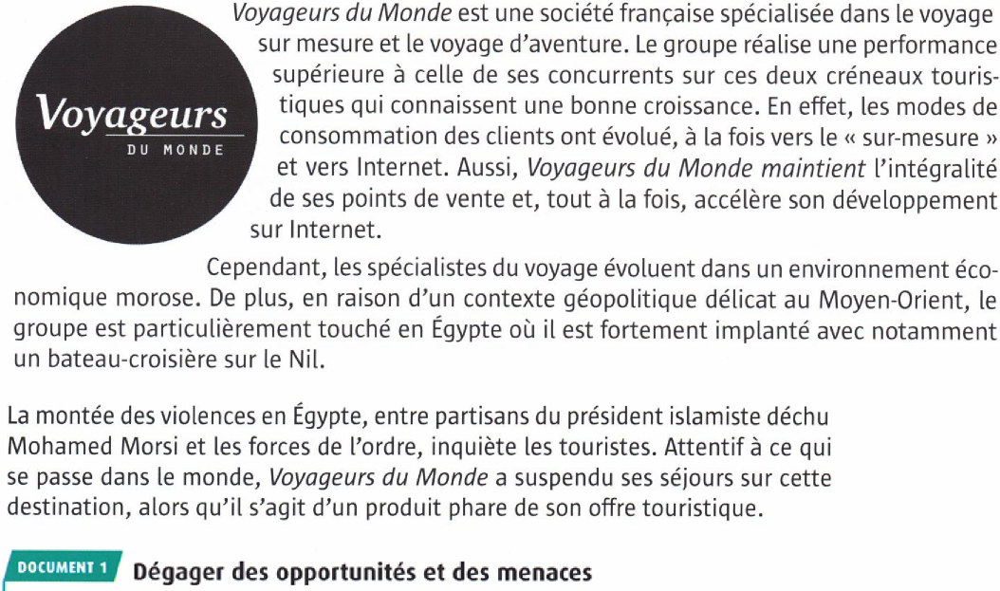 Voyageurs du Monde est une société française spécialisée dans le voyage
sur mesure et le voyage d'aventure. Le groupe réalise une performance
supérieure à celle de ses concurrents sur ces deux créneaux touris-
tiques qui connaissent une bonne croissance. En effet, les modes de
consommation des clients ont évolué, à la fois vers le « sur-mesure »
et vers Internet. Aussi, Voyageurs du Monde maintient l'intégralité
de ses points de vente et, tout à la fois, accélère son développement
sur Internet.
Voyageurs
DU MONDE
Cependant, les spécialistes du voyage évoluent dans un environnement éco-
nomique morose. De plus, en raison d'un contexte géopolitique délicat au Moyen-Orient, le
groupe est particulièrement touché en Égypte où il est fortement implanté avec notamment
un bateau-croisière sur le Nil.
La montée des violences en Égypte, entre partisans du président islamiste déchu
Mohamed Morsi et les forces de l'ordre, inquiète les touristes. Attentif à ce qui
se passe dans le monde, Voyageurs du Monde a suspendu ses séjours sur cette
destination, alors qu'il s'agit d'un produit phare de son offre touristique.
DOCUMENT 1 Dégager des opportunités et des menaces